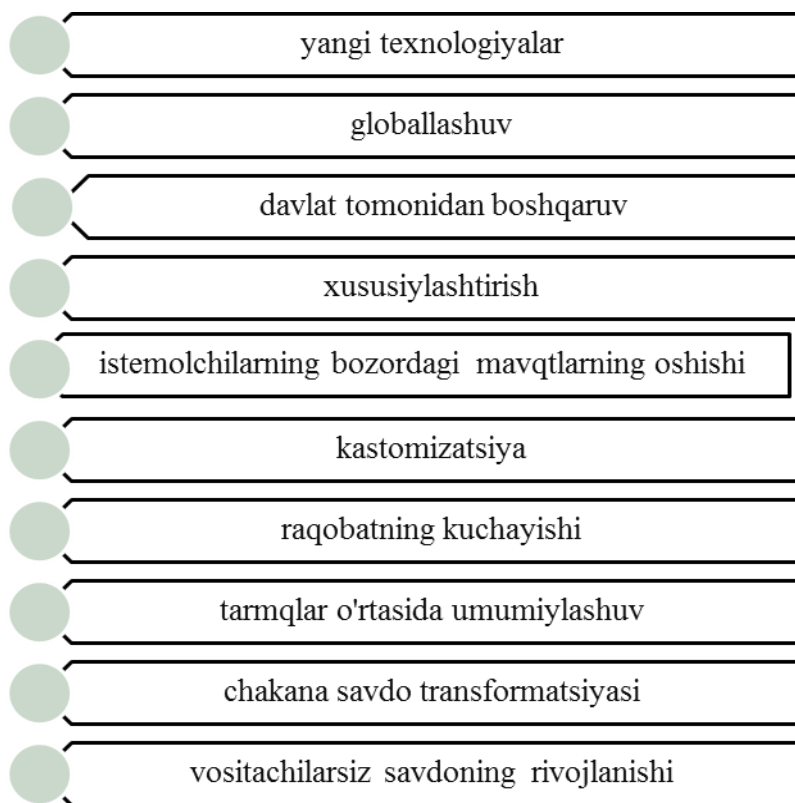 yangi texnologiyalar
globallashuv
davlat tomonidan boshqaruv
xususiylashtirish
istemolchilarning bozordagi mavqtlarning oshishi
kastomizatsiya
raqobatning kuchayishi
tarmqlar o'rtasida umumiylashuv
chakana savdo transformatsiyasi
vositachilarsiz savdoning rivojlanishi